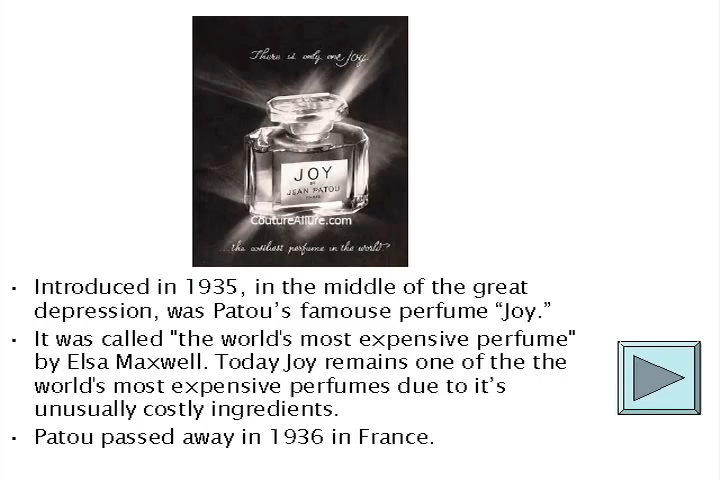 There is only one Joy
JOY
BY
JEAN PATOU
PARIS
CoutureAllure.com
...the costliest perfume in the world!
• Introduced in 1935, in the middle of the great
depression, was Patou’s famouse perfume “Joy.”
• It was called "the world's most expensive perfume"
by Elsa Maxwell. Today Joy remains one of the the
world's most expensive perfumes due to it’s
unusually costly ingredients.
• Patou passed away in 1936 in France.